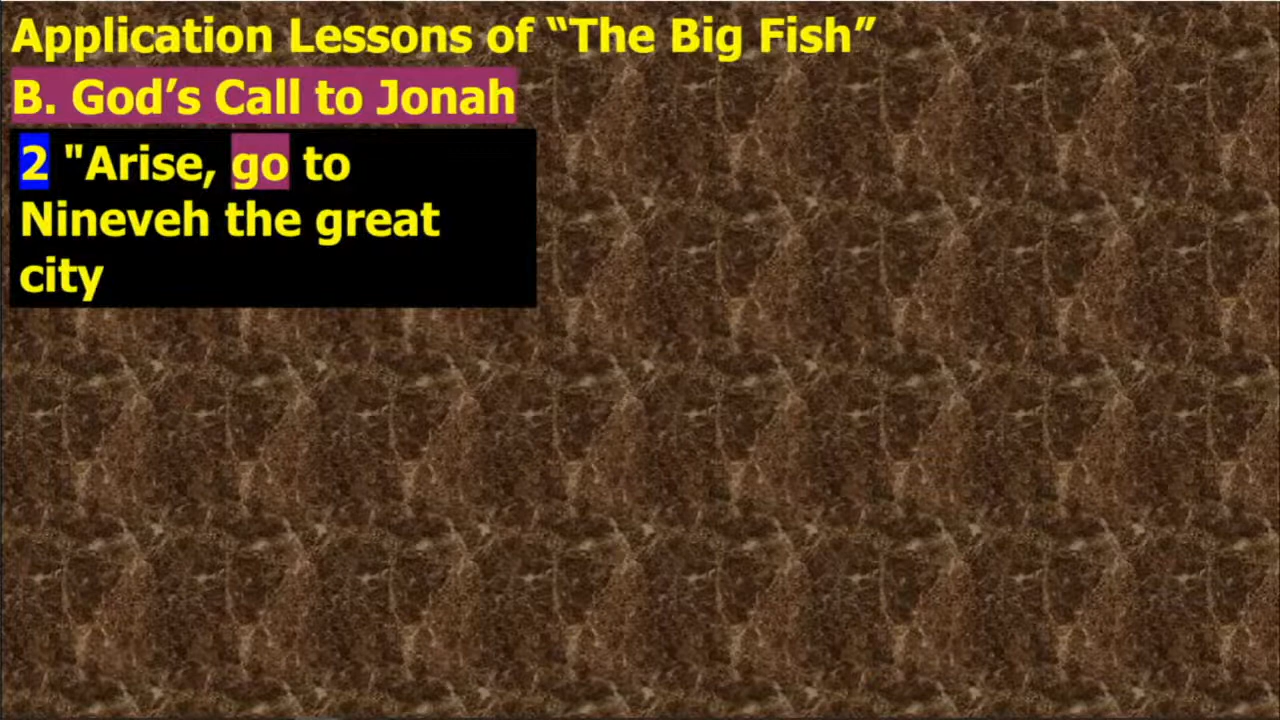 Application Lessons of “The Big Fish”
B. God’s Call to Jonah
2 "Arise, go to
Nineveh the great
city